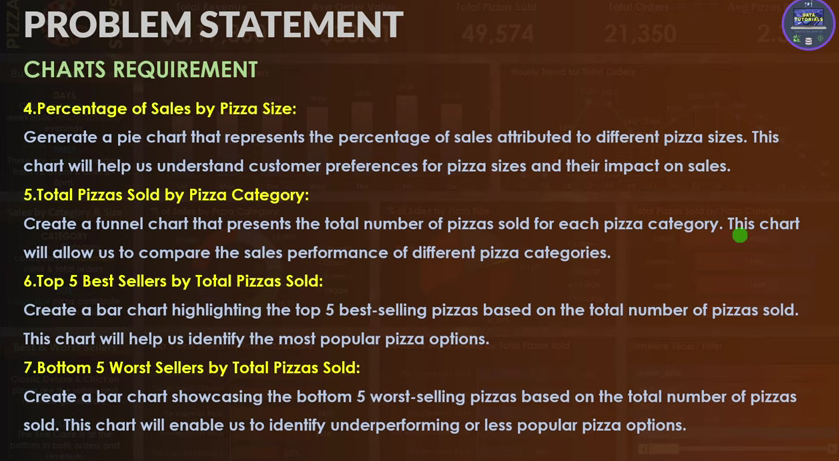 PROBLEM STATEMENT
49,574
21,350
DATA
TUTORIALS
CHARTS REQUIREMENT
4.Percentage of Sales by Pizza Size:
Generate a pie chart that represents the percentage of sales attributed to different pizza sizes. This
chart will help us understand customer preferences for pizza sizes and their impact on sales.
5.Total Pizzas Sold by Pizza Category:
Create a funnel chart that presents the total number of pizzas sold for each pizza category. This chart
will allow us to compare the sales performance of different pizza categories.
6.Top 5 Best Sellers by Total Pizzas Sold:
Create a bar chart highlighting the top 5 best-selling pizzas based on the total number of pizzas sold.
This chart will help us identify the most popular pizza options.
7.Bottom 5 Worst Sellers by Total Pizzas Sold:
Create a bar chart showcasing the bottom 5 worst-selling pizzas based on the total number of pizzas
sold. This chart will enable us to identify underperforming or less popular pizza options.